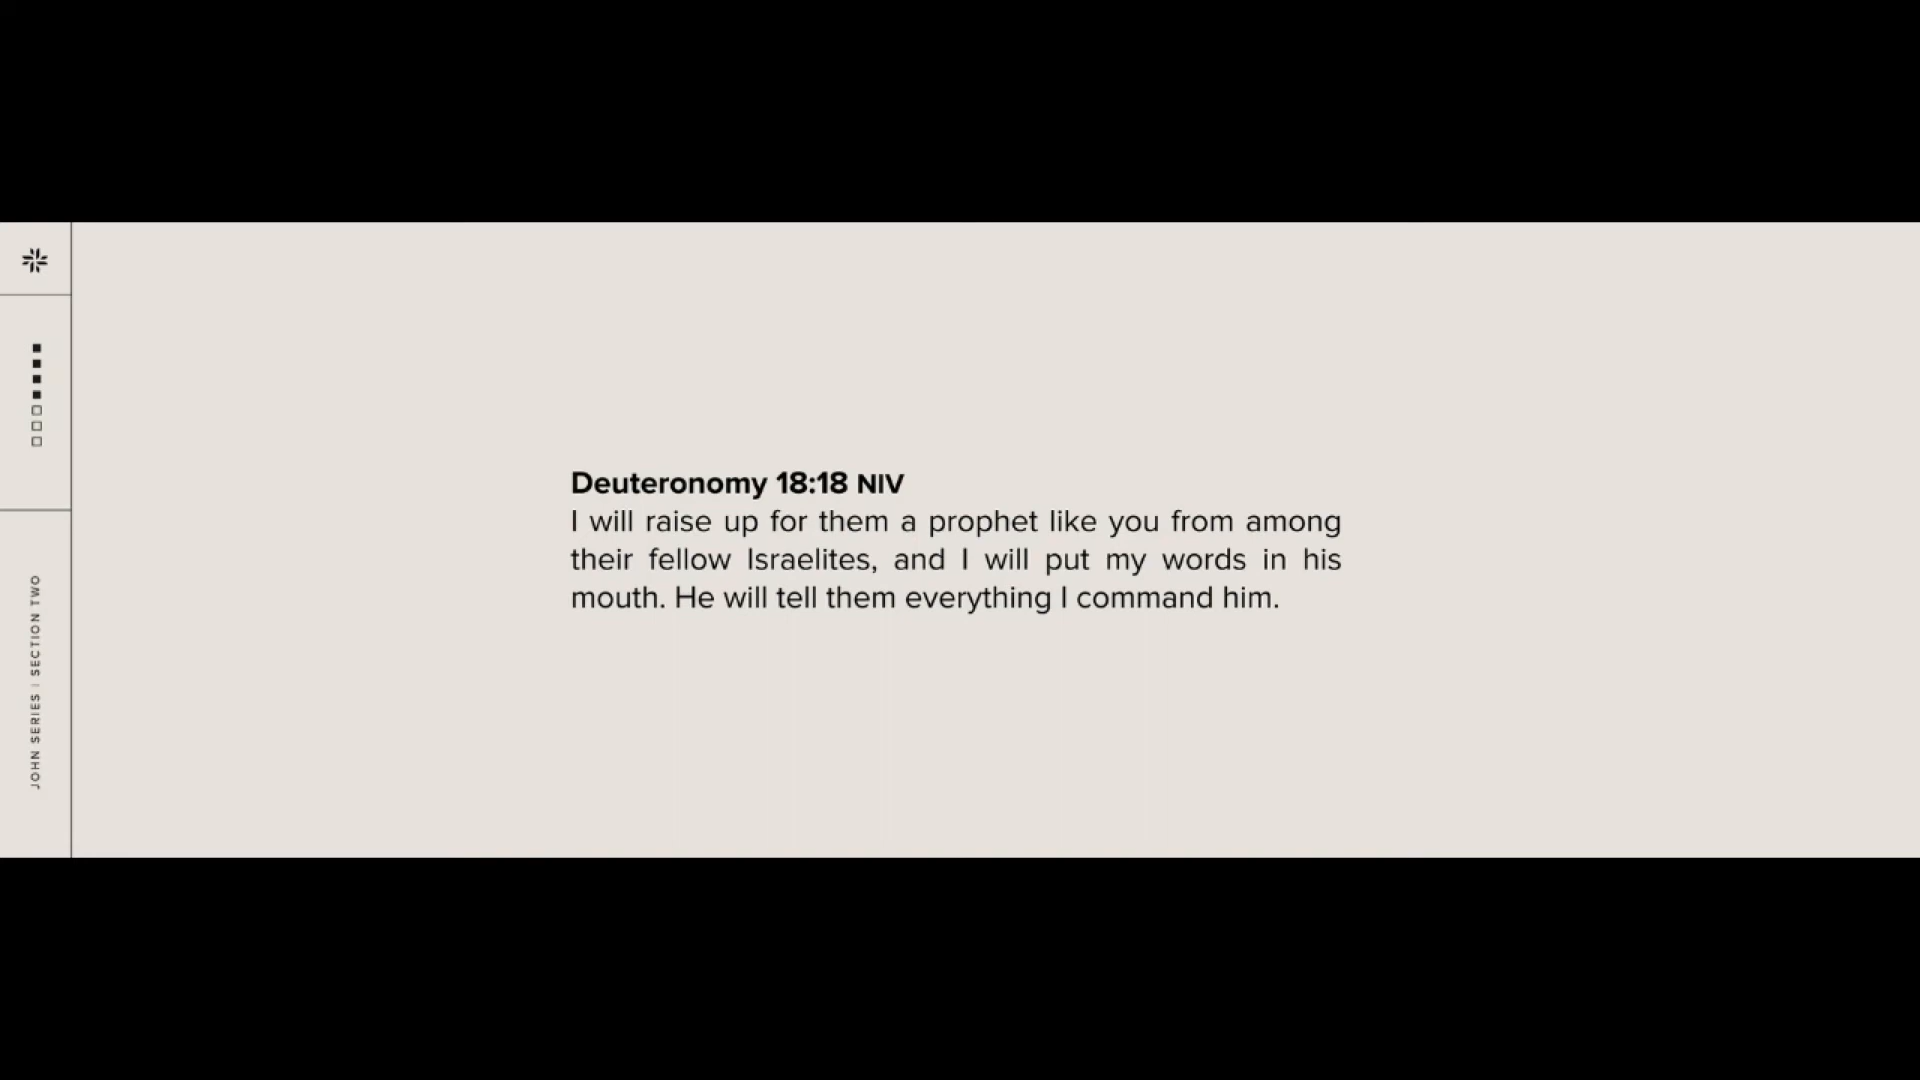 Deuteronomy 18:18 NIV
I will raise up for them a prophet like you from among
their fellow Israelites, and I will put my words in his
mouth. He will tell them everything I command him.
JOHN SERIES | SECTION TWO